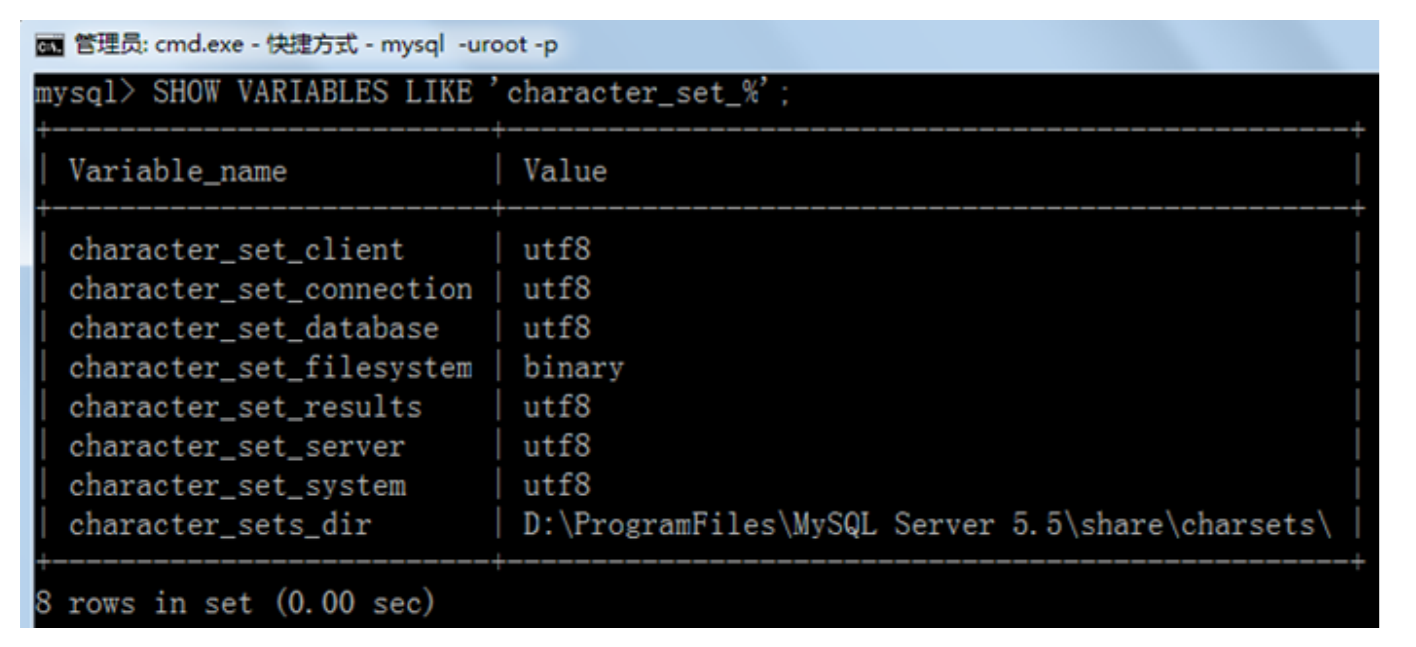 管理员: cmd.exe - 快捷方式 - mysql -uroot -p
mysql> SHOW VARIABLES LIKE 'character_set_%';
+--------------------------+--------------------------------------------------+
| Variable_name | Value |
+--------------------------+--------------------------------------------------+
| character_set_client | utf8 |
| character_set_connection | utf8 |
| character_set_database | utf8 |
| character_set_filesystem | binary |
| character_set_results | utf8 |
| character_set_server | utf8 |
| character_set_system | utf8 |
| character_sets_dir | D:\ProgramFiles\MySQL Server 5.5\share\charsets\ |
+--------------------------+--------------------------------------------------+
8 rows in set (0.00 sec)